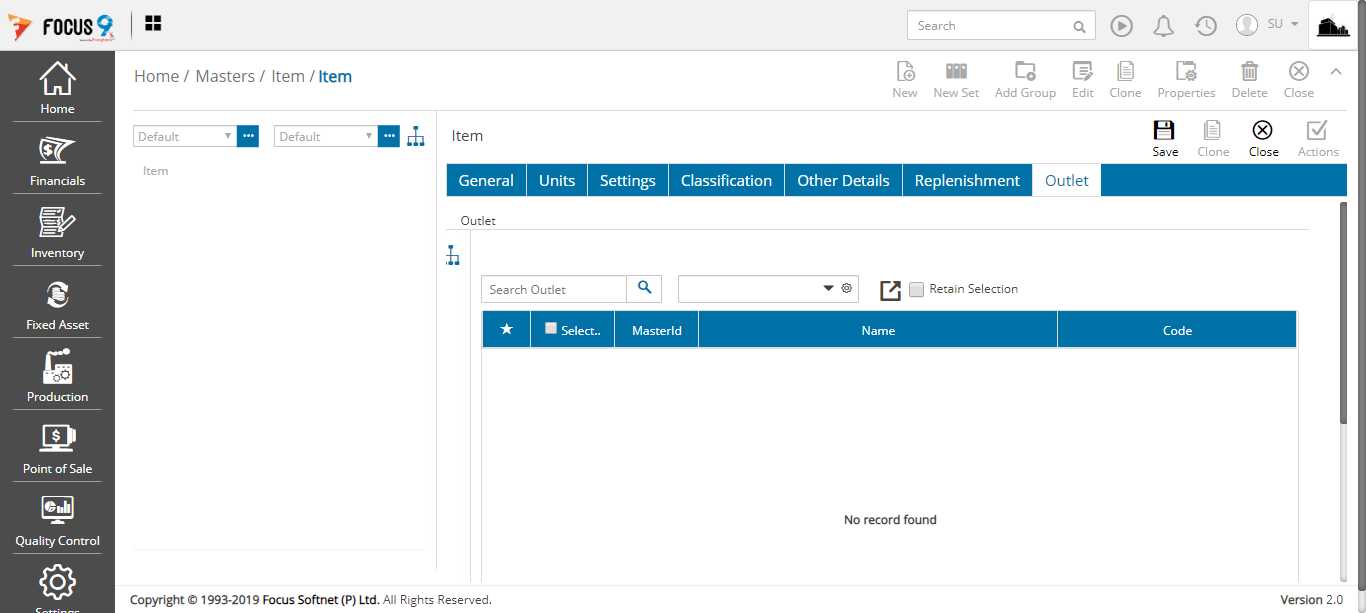 FOCUS 9
Search
SU
Home / Masters / Item / Item
New
New Set
Add Group
Edit
Clone
Properties
Delete
Close
Home
Financials
Inventory
Fixed Asset
Production
Point of Sale
Quality Control
Settings
Default
Default
Item
Item
Save
Clone
Close
Actions
General
Units
Settings
Classification
Other Details
Replenishment
Outlet
Outlet
Search Outlet
Retain Selection
Select..
MasterId
Name
Code
No record found
Copyright © 1993-2019 Focus Softnet (P) Ltd. All Rights Reserved.
Version 2.0